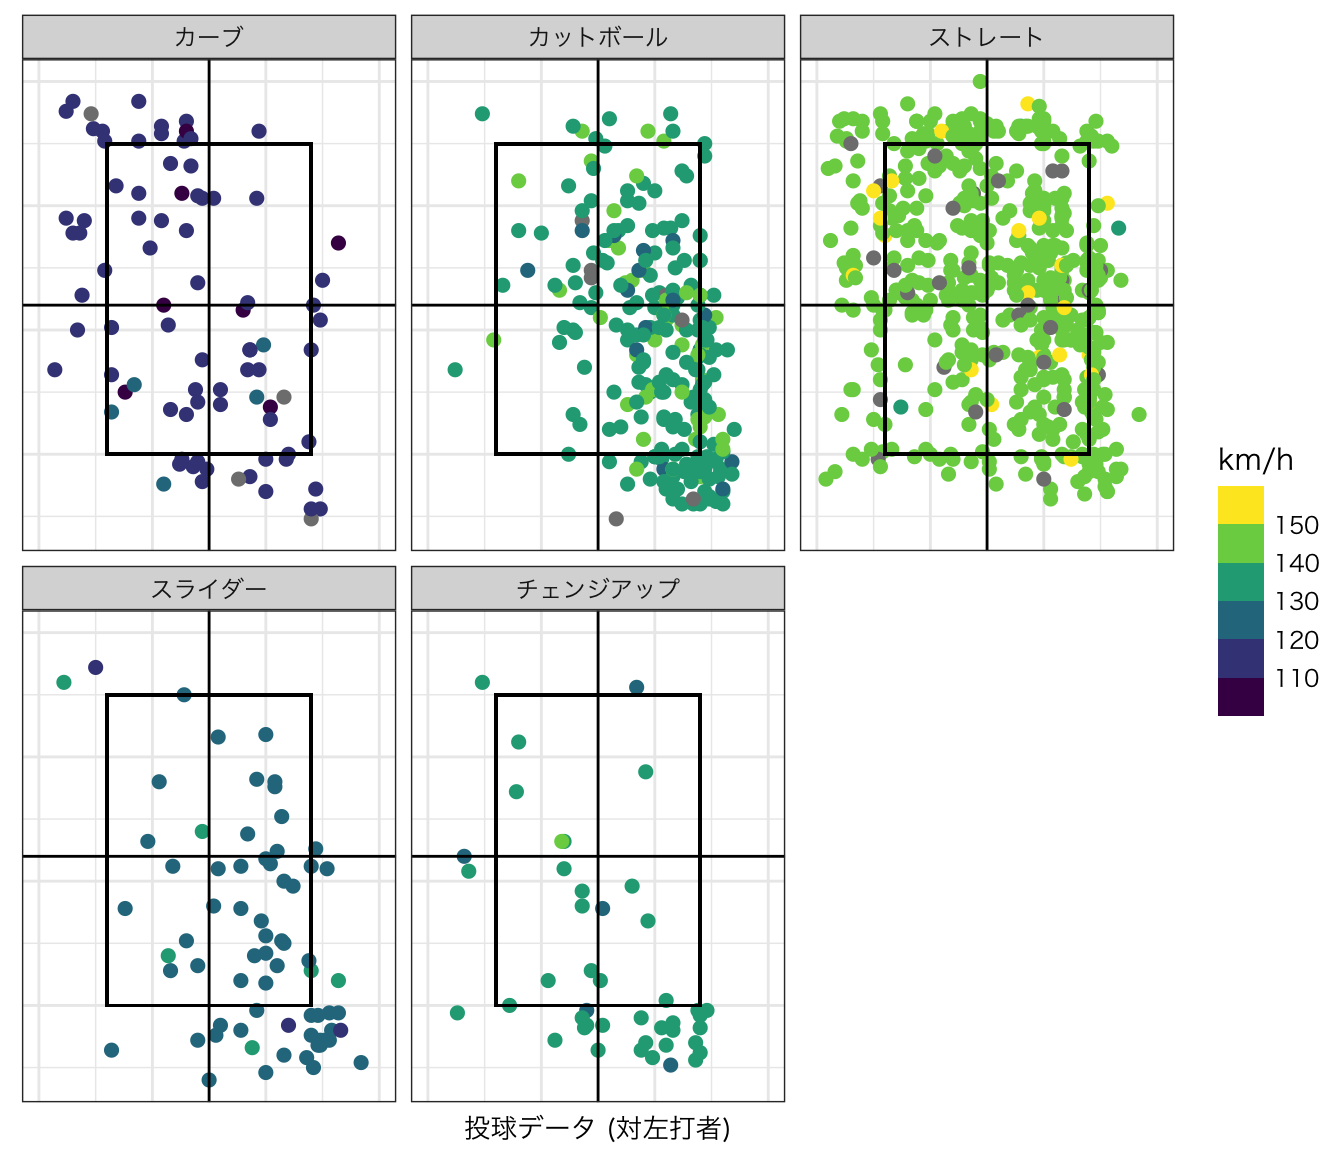 カーブ
カットボール
ストレート
スライダー
チェンジアップ
km/h
150
140
130
120
110
投球データ (対左打者)